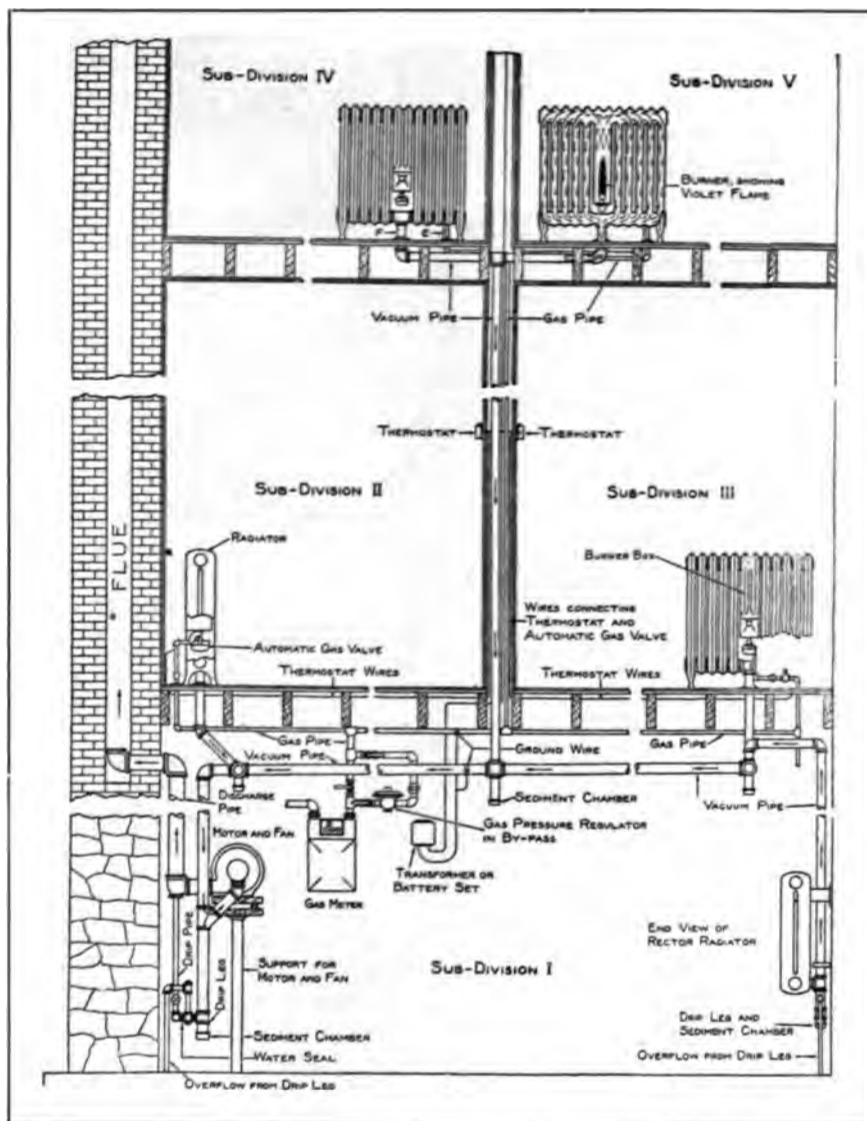 SUB-DIVISION IV
SUB-DIVISION V
BURNER, SHOWING
VIOLET FLAME
F
E
VACUUM PIPE
GAS PIPE
THERMOSTAT
THERMOSTAT
SUB-DIVISION II
SUB-DIVISION III
FLUE
RADIATOR
BURNER BOX
WIRES CONNECTING
THERMOSTAT AND
AUTOMATIC GAS VALVE
AUTOMATIC GAS VALVE
THERMOSTAT WIRES
THERMOSTAT WIRES
GAS PIPE
GROUND WIRE
GAS PIPE
VACUUM
PIPE
DISCHARGE
PIPE
SEDIMENT CHAMBER
VACUUM
PIPE
GAS PRESSURE REGULATOR
IN BY-PASS
MOTOR AND FAN
TRANSFORMER OR
BATTERY SET
GAS METER
DRIP PIPE
DRIP LEG
SUPPORT FOR
MOTOR AND FAN
SUB-DIVISION I
END VIEW OF
RECTOR RADIATOR
SEDIMENT CHAMBER
WATER SEAL
OVERFLOW FROM DRIP LEG
DRIP LEG AND
SEDIMENT CHAMBER
OVERFLOW FROM DRIP LEG